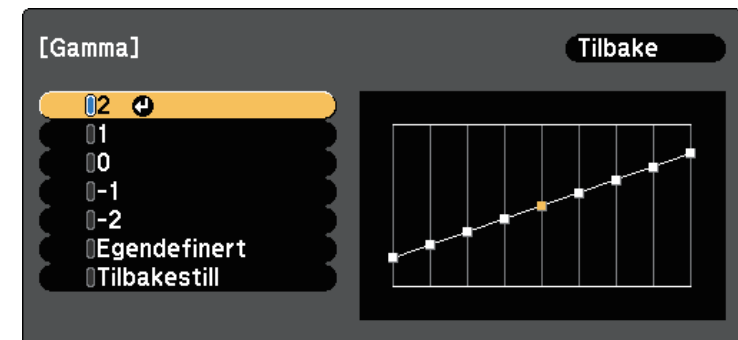 [Gamma]
Tilbake
2
1
0
-1
-2
Egendefinert
Tilbakestill